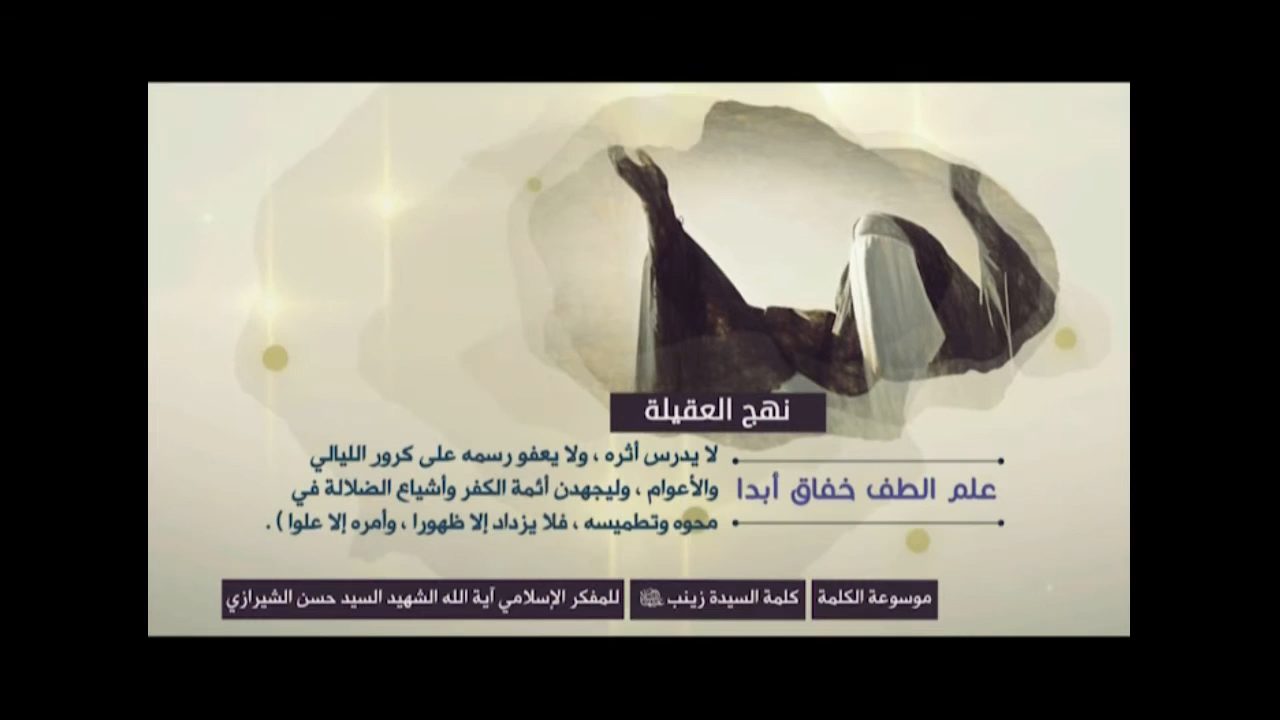 نهج العقيلة
علم الطف خفاق أبدا
لا يدرس أثره ، ولا يعفو رسمه على كرور الليالي
والأعوام ، وليجهدن أئمة الكفر وأشياع الضلالة في
محوه وتطميسه ، فلا يزداد إلا ظهورا ، وأمره إلا علوا ) .
موسوعة الكلمة
كلمة السيدة زينب
للمفكر الإسلامي آية الله الشهيد السيد حسن الشيرازي